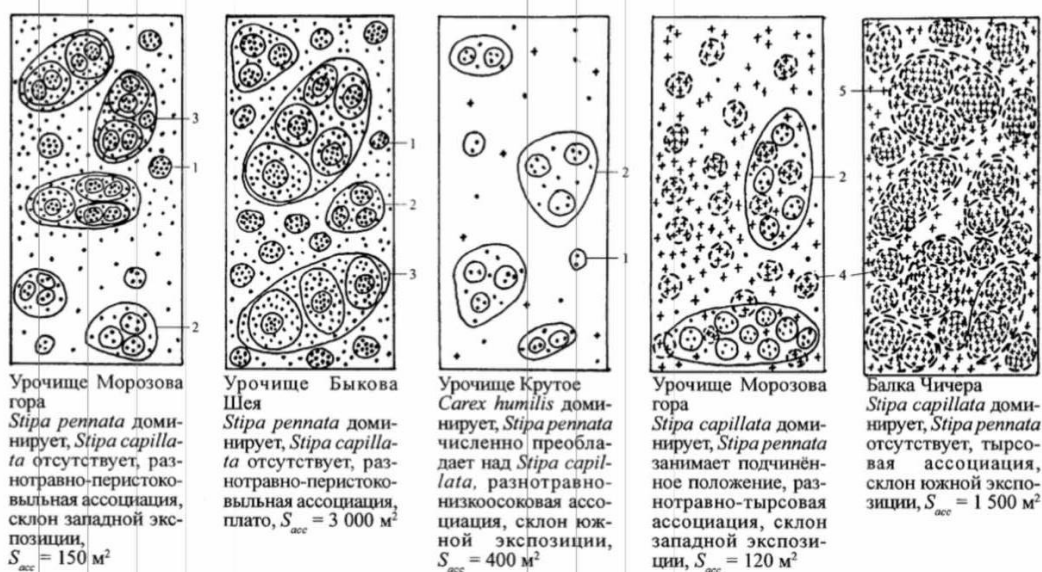 3
1
2
1
2
3
2
1
2
4
5
Урочище Морозова
гора
Stipa pennata доми-
нирует, Stipa capilla-
ta отсутствует, раз-
нотравно-перистоко-
выльная ассоциация,
склон западной экс-
позиции,
Sасс = 150 м²
Урочище Быкова
Шея
Stipa pennata доми-
нирует, Stipa capilla-
ta отсутствует, раз-
нотравно-перистоко-
выльная ассоциация,
плато, Sасс = 3 000 м²
Урочище Крутое
Carex humilis доми-
нирует, Stipa pennata
численно преобла-
дает над Stipa capil-
lata, разнотравно-
низкоосоковая ассо-
циация, склон юж-
ной экспозиции,
Sасс = 400 м²
Урочище Морозова
гора
Stipa capillata доми-
нирует, Stipa pennata
занимает подчинён-
ное положение, раз-
нотравно-тырсовая
ассоциация, склон
западной экспози-
ции, Sасс = 120 м²
Балка Чичера
Stipa capillata доми-
нирует, Stipa pennata
отсутствует, тырсо-
вая ассоциация,
склон южной экспо-
зиции, Sасс = 1 500 м²